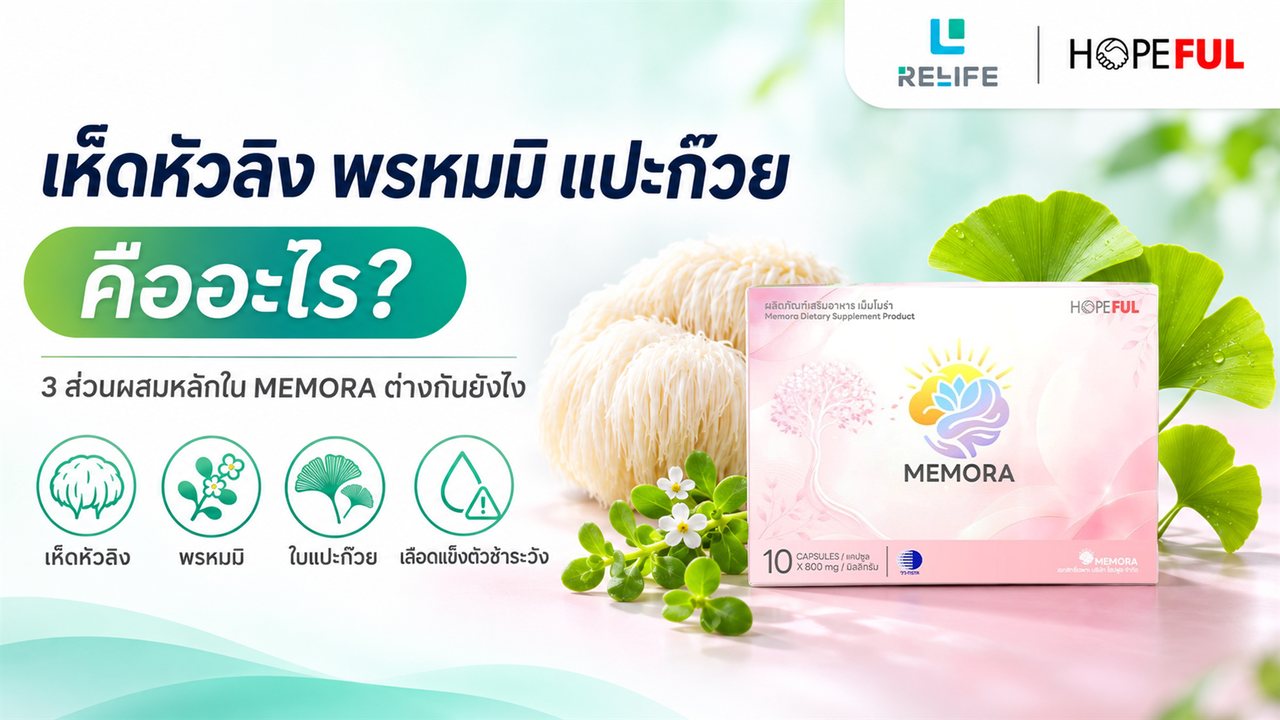 RELIFE
HOPEFUL
เห็ดหัวลิง พรหมมิ แปะก๊วย
คืออะไร?
3 ส่วนผสมหลักใน MEMORA ต่างกันยังไง
เห็ดหัวลิง
พรหมมิ
ใบแปะก๊วย
เลือดแข็งตัวช้าระวัง
ผลิตภัณฑ์เสริมอาหาร เม็มโมร่า
Memora Dietary Supplement Product
HOPEFUL
MEMORA
10 CAPSULES / แคปซูล
X 800 mg / มิลลิกรัม
MEMORA